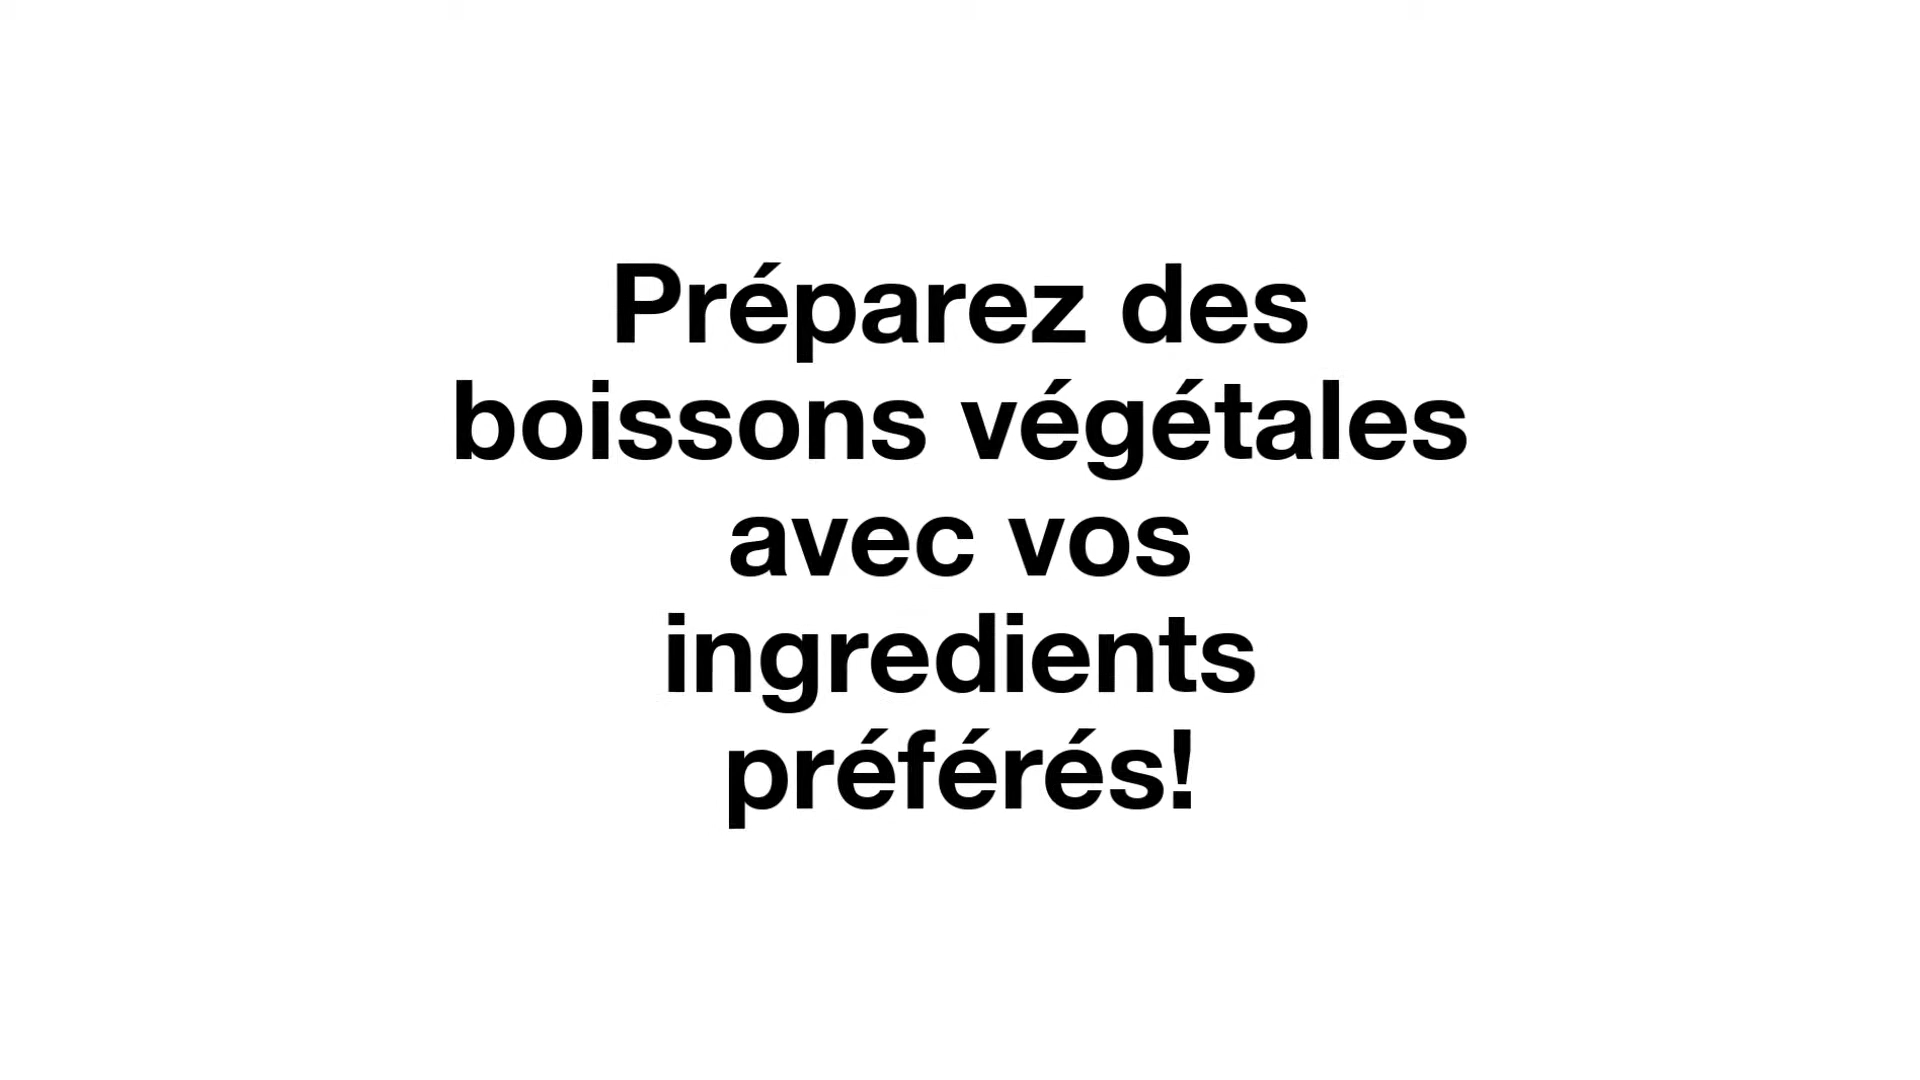 Préparez des
boissons végétales
avec vos
ingredients
préférés!